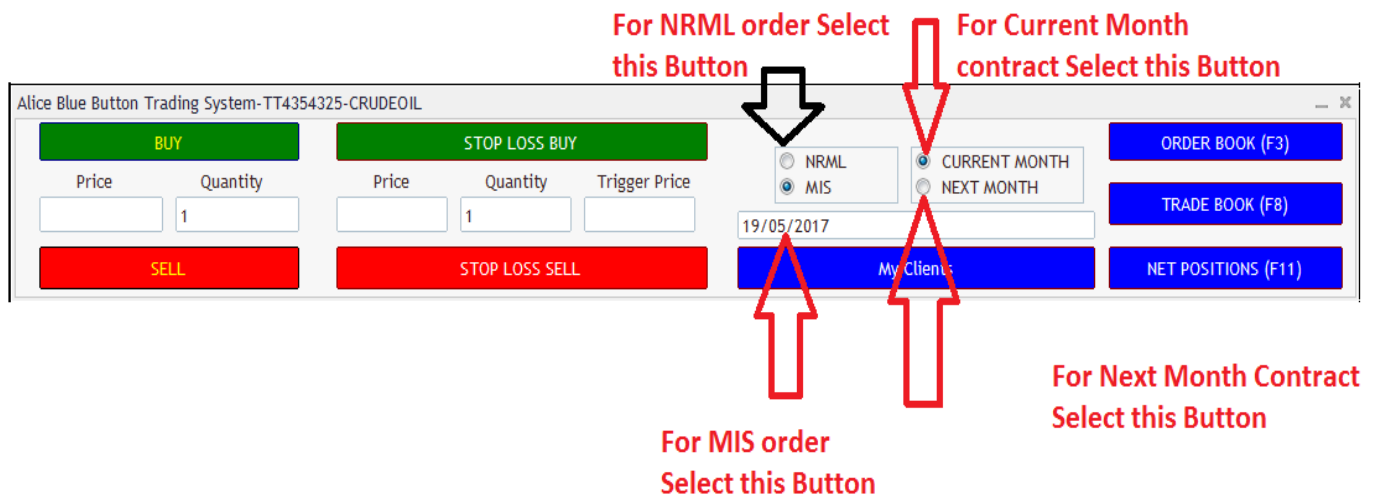 For NRML order Select
this Button
For Current Month
contract Select this Button
Alice Blue Button Trading System-TT4354325-CRUDEOIL
BUY
Price Quantity
1
SELL
STOP LOSS BUY
Price Quantity Trigger Price
1
STOP LOSS SELL
NRML
MIS
CURRENT MONTH
NEXT MONTH
19/05/2017
My Clients
ORDER BOOK (F3)
TRADE BOOK (F8)
NET POSITIONS (F11)
For MIS order
Select this Button
For Next Month Contract
Select this Button